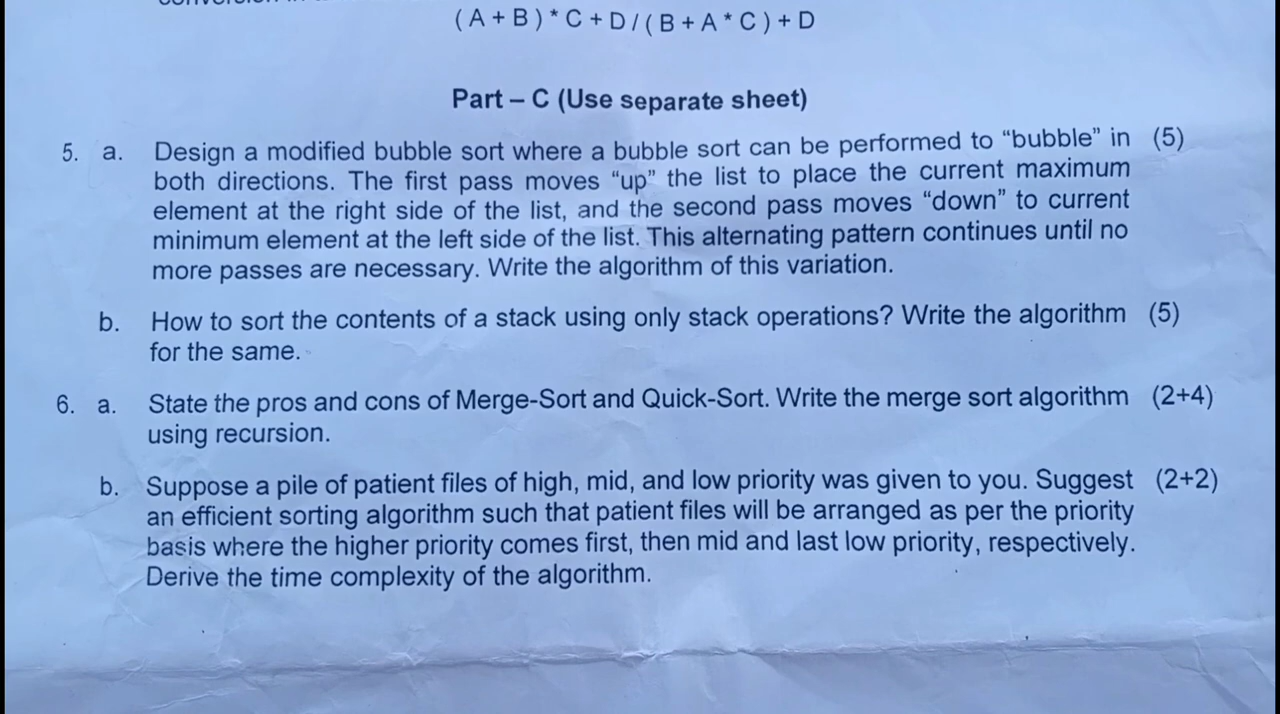 ( A + B ) * C + D / ( B + A * C ) + D
Part – C (Use separate sheet)
5. a. Design a modified bubble sort where a bubble sort can be performed to “bubble” in (5)
both directions. The first pass moves “up” the list to place the current maximum
element at the right side of the list, and the second pass moves “down” to current
minimum element at the left side of the list. This alternating pattern continues until no
more passes are necessary. Write the algorithm of this variation.
b. How to sort the contents of a stack using only stack operations? Write the algorithm (5)
for the same.
6. a. State the pros and cons of Merge-Sort and Quick-Sort. Write the merge sort algorithm (2+4)
using recursion.
b. Suppose a pile of patient files of high, mid, and low priority was given to you. Suggest (2+2)
an efficient sorting algorithm such that patient files will be arranged as per the priority
basis where the higher priority comes first, then mid and last low priority, respectively.
Derive the time complexity of the algorithm.